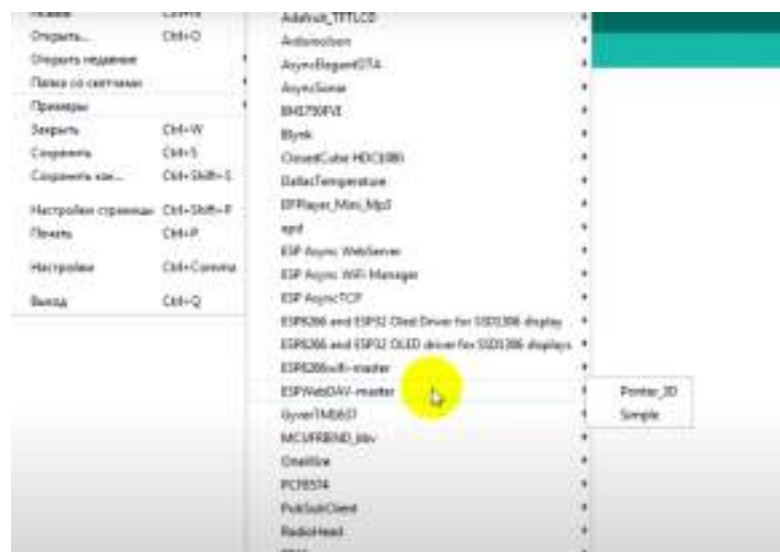 Открыть... Ctrl+O
Открыть недавние
Папка со скетчами
Примеры
Закрыть Ctrl+W
Сохранить Ctrl+S
Сохранить как... Ctrl+Shift+S
Настройки страницы Ctrl+Shift+P
Печать Ctrl+P
Настройки Ctrl+Comma
Выход Ctrl+Q
Adafruit_TFTLCD
ArduinoJson
AsyncElegantOTA
AsyncSonar
BH1750FVI
Blynk
ClosedCube HDC1080
DallasTemperature
DFPlayer_Mini_Mp3
ESP Async WebServer
ESP Async WiFi Manager
ESP AsyncTCP
ESP8266 and ESP32 Oled Driver for SSD1306 display
ESP8266 and ESP32 OLED driver for SSD1306 displays
ESP8266wifi-master
ESPWebDAV-master
GyverTM1637
MCUFRIEND_kbv
OneWire
PCF8574
PubSubClient
RadioHead
Printer_3D
Simple